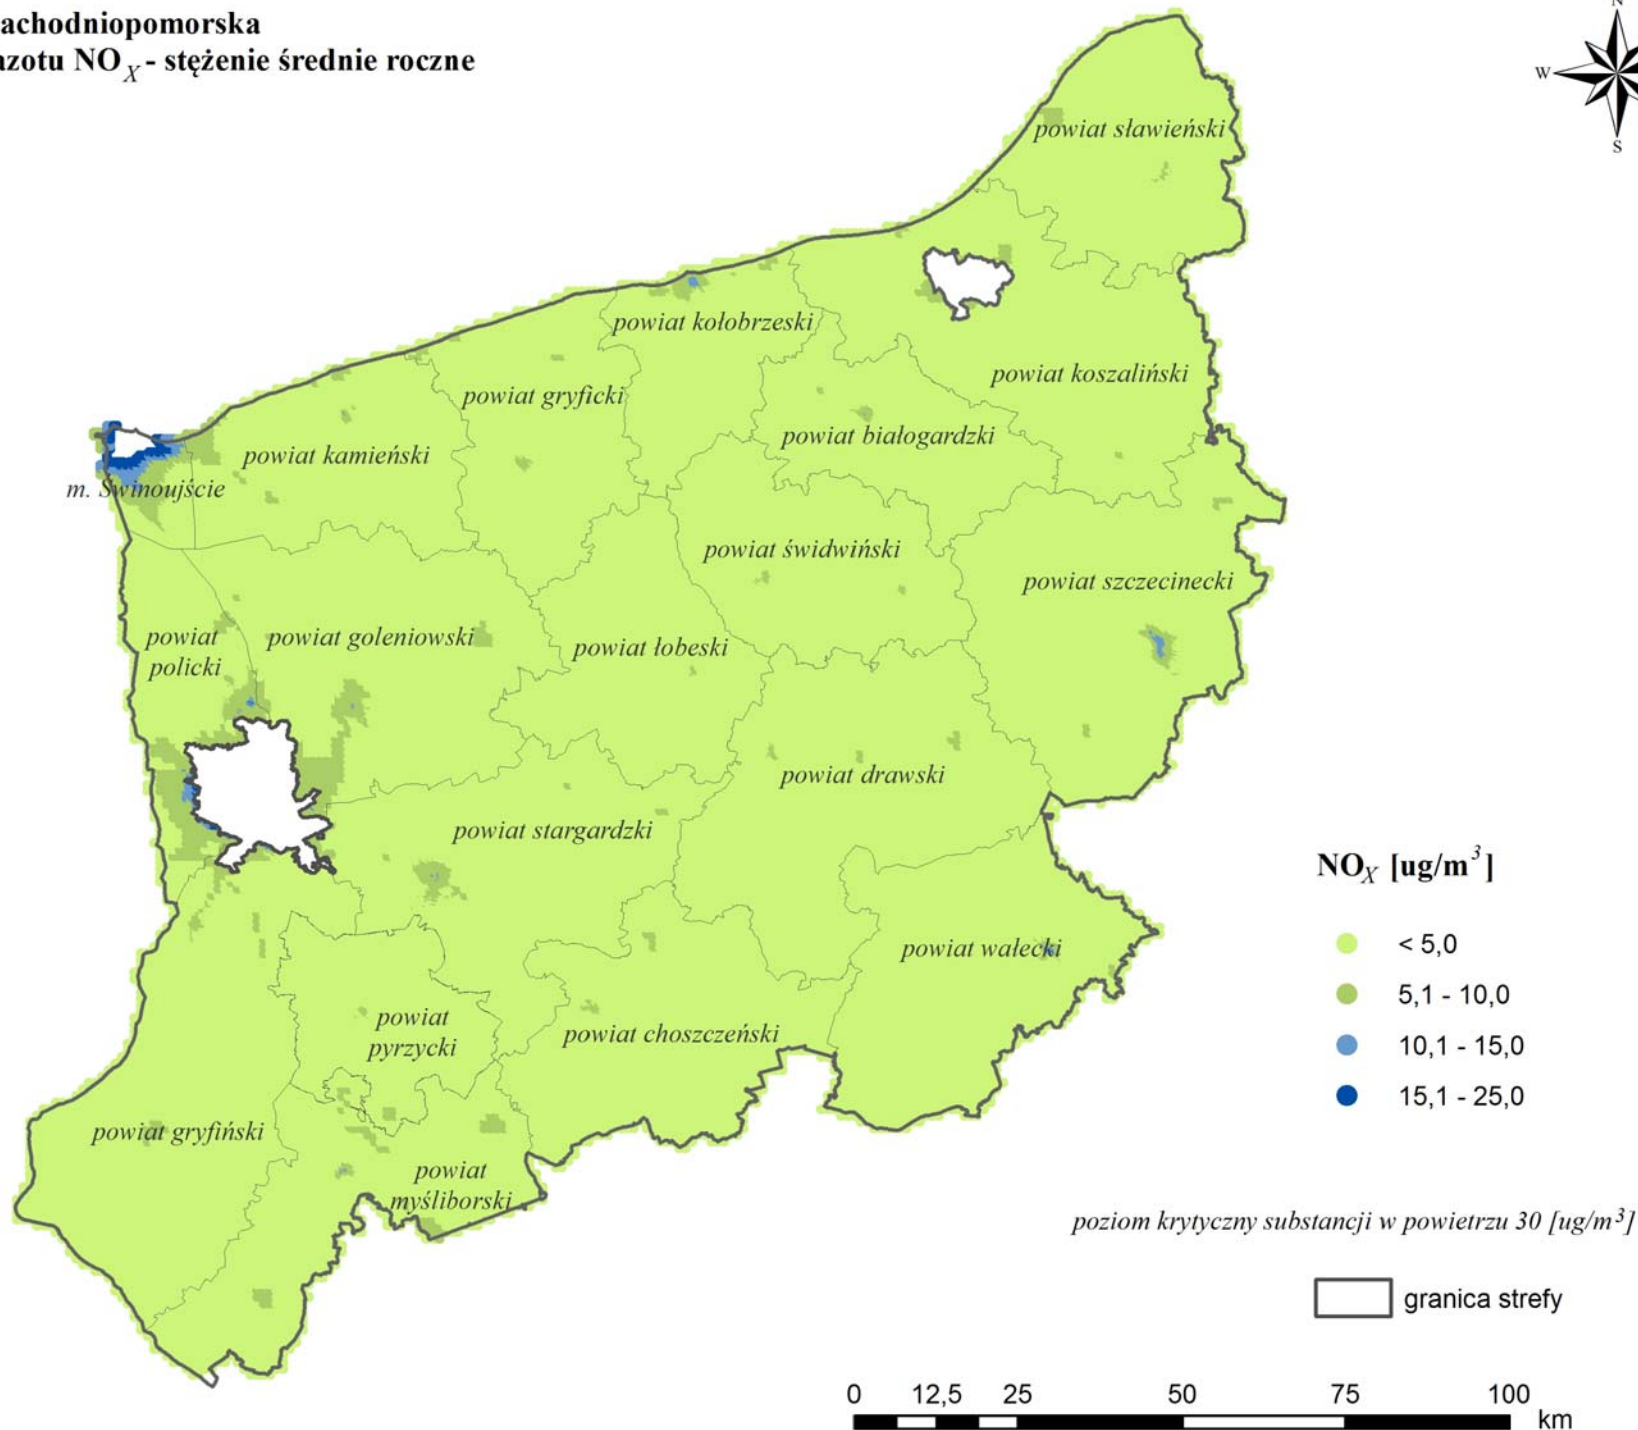 achodniopomorska
azotu NOX - stężenie średnie roczne
N
W
S
powiat sławieński
powiat kołobrzeski
powiat koszaliński
powiat gryficki
powiat białogardzki
powiat kamieński
m. Świnoujście
powiat świdwiński
powiat szczecinecki
powiat
policki
powiat goleniowski
powiat łobeski
powiat drawski
powiat stargardzki
powiat wałecki
powiat
pyrzycki
powiat choszczeński
powiat gryfiński
powiat
myśliborski
NOX [ug/m³]
< 5,0
5,1 - 10,0
10,1 - 15,0
15,1 - 25,0
poziom krytyczny substancji w powietrzu 30 [ug/m³]
granica strefy
0 12,5 25 50 75 100
km